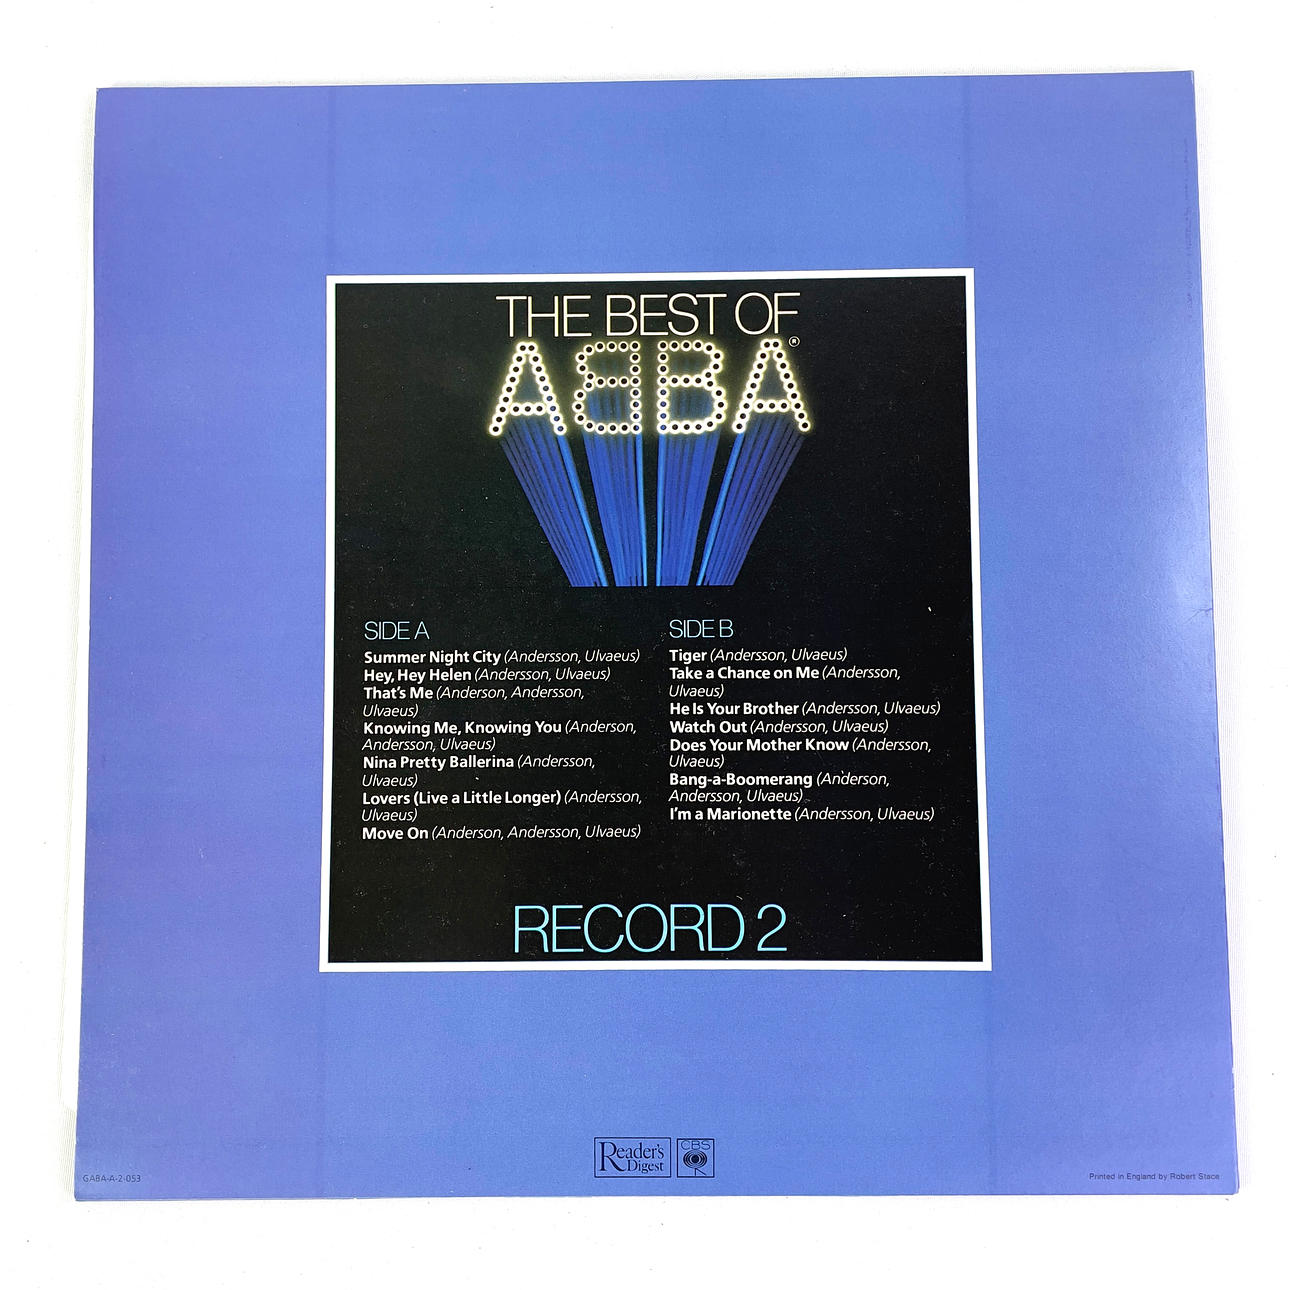 THE BEST OF
ABBA®
SIDE A
Summer Night City (Andersson, Ulvaeus)
Hey, Hey Helen (Andersson, Ulvaeus)
That's Me (Anderson, Andersson,
Ulvaeus)
Knowing Me, Knowing You (Anderson,
Andersson, Ulvaeus)
Nina Pretty Ballerina (Andersson,
Ulvaeus)
Lovers (Live a Little Longer) (Andersson,
Ulvaeus)
Move On (Anderson, Andersson, Ulvaeus)
SIDE B
Tiger (Andersson, Ulvaeus)
Take a Chance on Me (Andersson,
Ulvaeus)
He Is Your Brother (Andersson, Ulvaeus)
Watch Out (Andersson, Ulvaeus)
Does Your Mother Know (Andersson,
Ulvaeus)
Bang-a-Boomerang (Anderson,
Andersson, Ulvaeus)
I'm a Marionette (Andersson, Ulvaeus)
RECORD 2
Reader's
Digest
CBS
GABA-A-2-053
Printed in England by Robert Stace